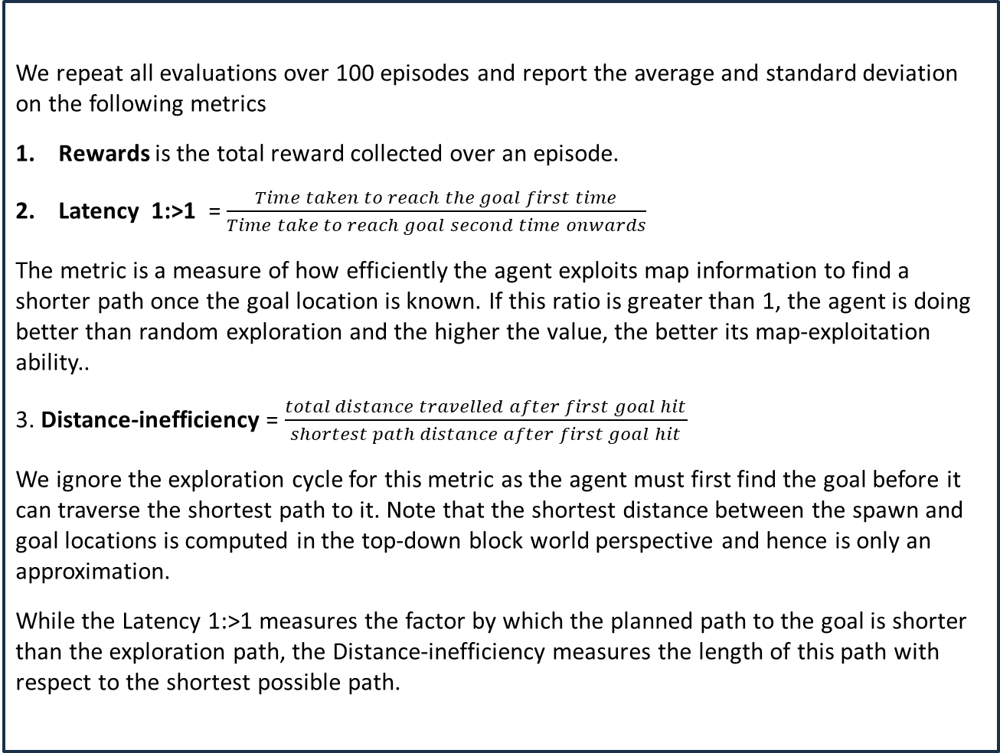 We repeat all evaluations over 100 episodes and report the average and standard deviation
on the following metrics
1. Rewards is the total reward collected over an episode.
2. Latency 1:>1 = Time taken to reach the goal first time
Time take to reach goal second time onwards
The metric is a measure of how efficiently the agent exploits map information to find a
shorter path once the goal location is known. If this ratio is greater than 1, the agent is doing
better than random exploration and the higher the value, the better its map-exploitation
ability..
3. Distance-inefficiency = total distance travelled after first goal hit
shortest path distance after first goal hit
We ignore the exploration cycle for this metric as the agent must first find the goal before it
can traverse the shortest path to it. Note that the shortest distance between the spawn and
goal locations is computed in the top-down block world perspective and hence is only an
approximation.
While the Latency 1:>1 measures the factor by which the planned path to the goal is shorter
than the exploration path, the Distance-inefficiency measures the length of this path with
respect to the shortest possible path.